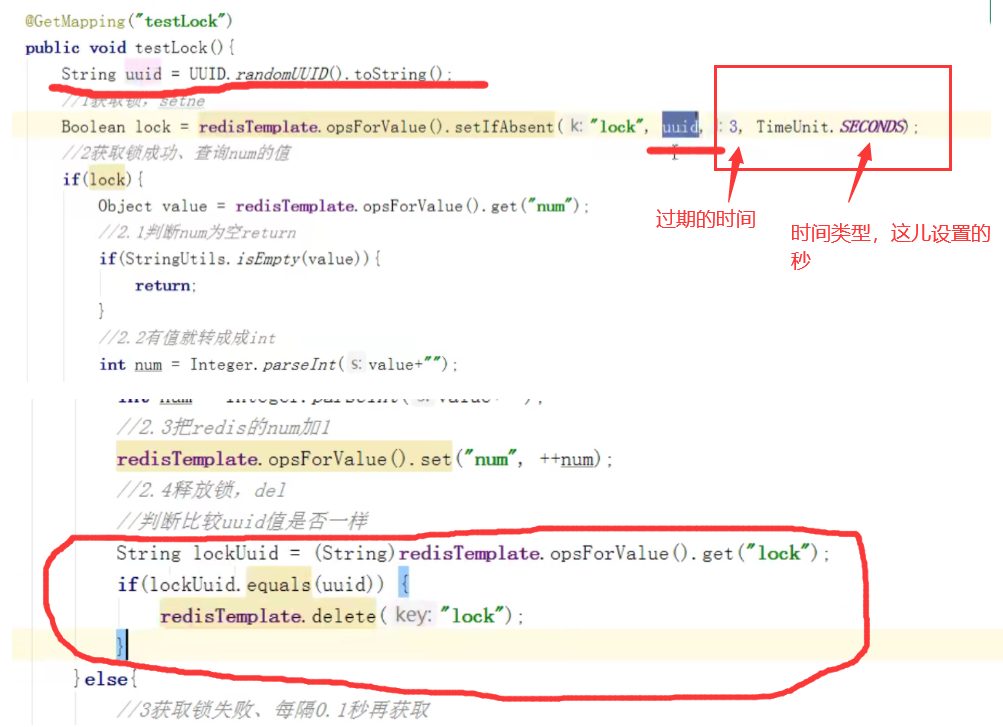 @GetMapping("testLock")
public void testLock(){
String uuid = UUID.randomUUID().toString();
//1获取锁，setne
Boolean lock = redisTemplate.opsForValue().setIfAbsent( k: "lock", uuid, : 3, TimeUnit.SECONDS);
//2获取锁成功、查询num的值
if(lock){
过期的时间
时间类型，这儿设置的
秒
Object value = redisTemplate.opsForValue().get("num");
//2.1判断num为空return
if(StringUtils.isEmpty(value)){
return;
}
//2.2有值就转成成int
int num = Integer.parseInt( s: value+"");
int num = Integer.parseInt( s: value+"");
//2.3把redis的num加1
redisTemplate.opsForValue().set("num", ++num);
//2.4释放锁，del
//判断比较uuid值是否一样
String lockUuid = (String)redisTemplate.opsForValue().get("lock");
if(lockUuid.equals(uuid)) {
redisTemplate.delete( key: "lock");
}
}else{
//3获取锁失败、每隔0.1秒再获取